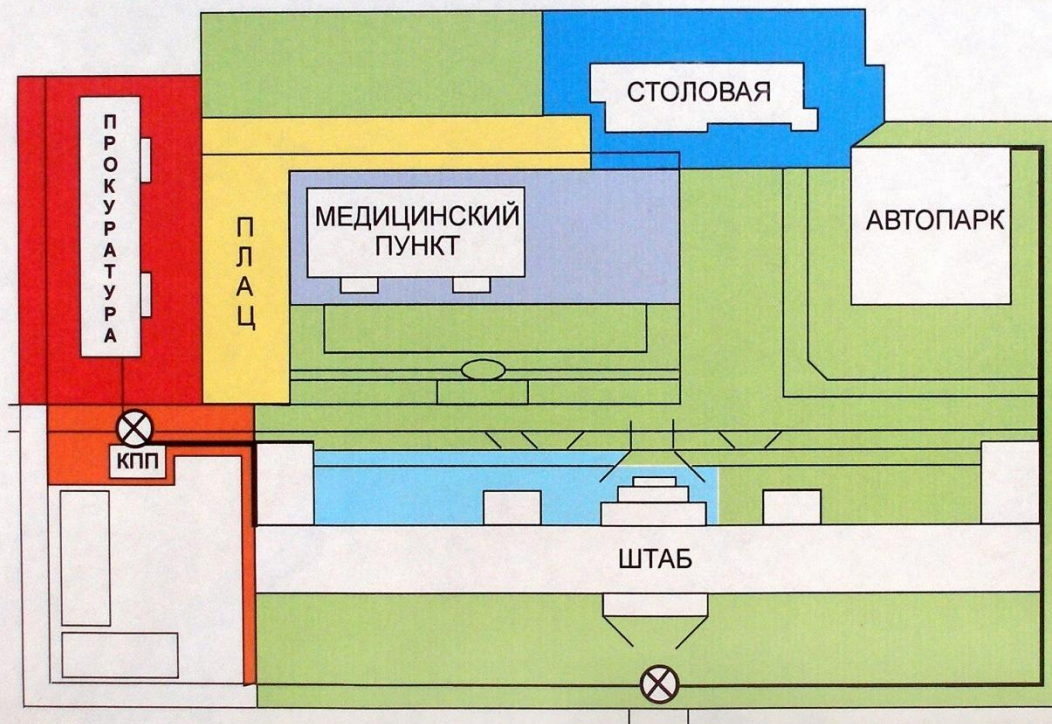 СТОЛОВАЯ
ПРОКУРАТУРА
ПЛАЦ
МЕДИЦИНСКИЙ
ПУНКТ
АВТОПАРК
КПП
ШТАБ